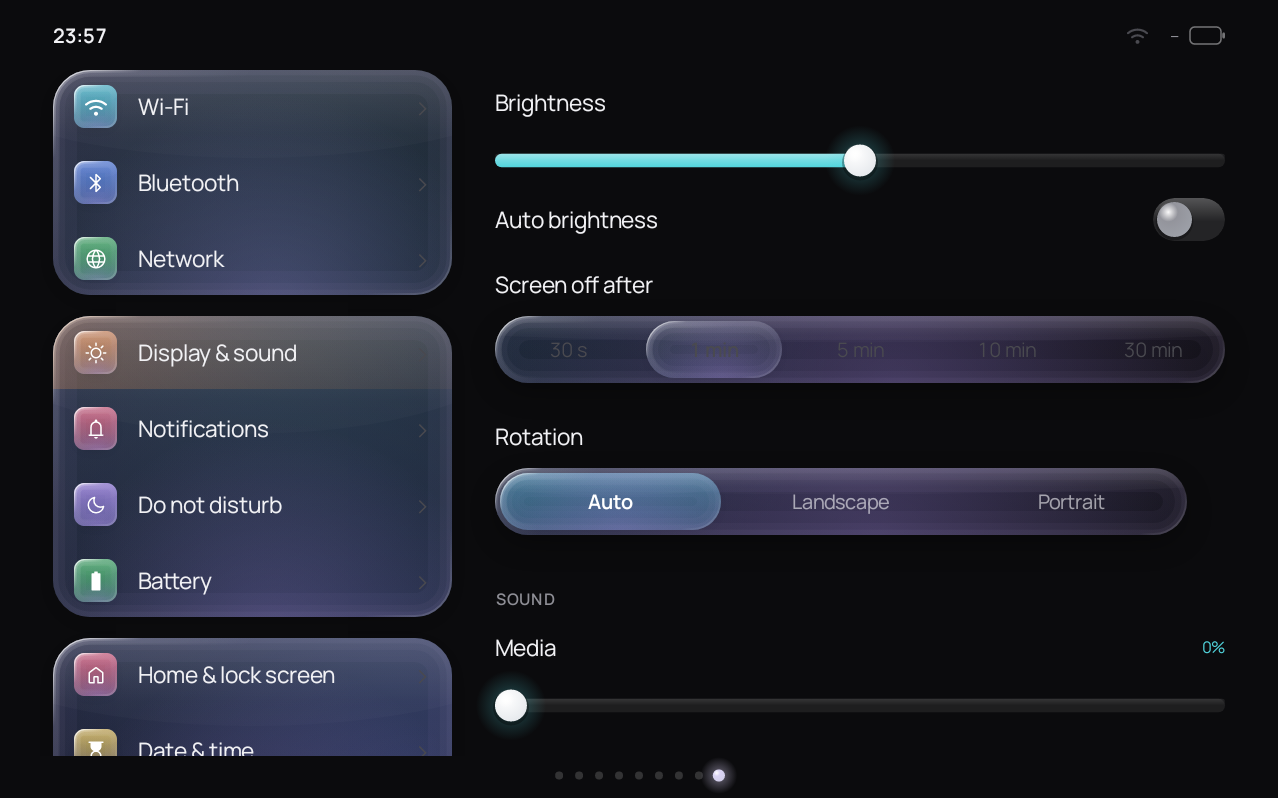 23:57
–
Wi-Fi
Bluetooth
Network
Display & sound
Notifications
Do not disturb
Battery
Home & lock screen
Date & time
Brightness
Auto brightness
Screen off after
30 s
5 min
10 min
30 min
Rotation
Auto
Landscape
Portrait
SOUND
Media
0%